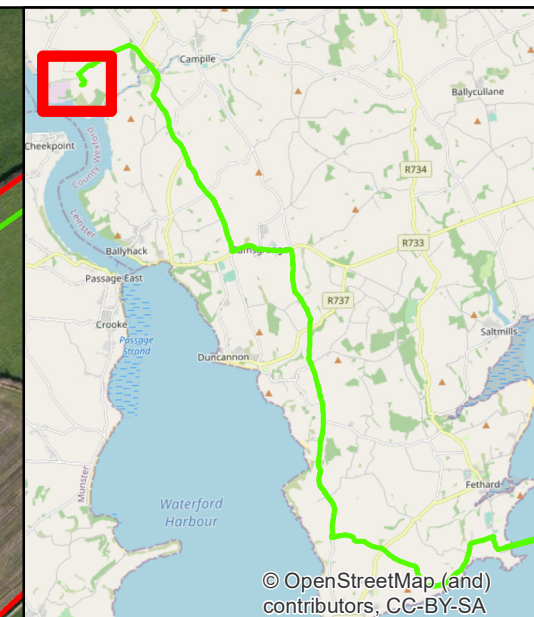 Campile
Ballycullane
Cheekpoint
County Wexford
Leinster
R734
R733
Ballyhack
Passage East
R737
Crooke
Saltmills
Passage
Strand
Duncannon
Munster
Fethard
Waterford
Harbour
© OpenStreetMap (and)
contributors, CC-BY-SA